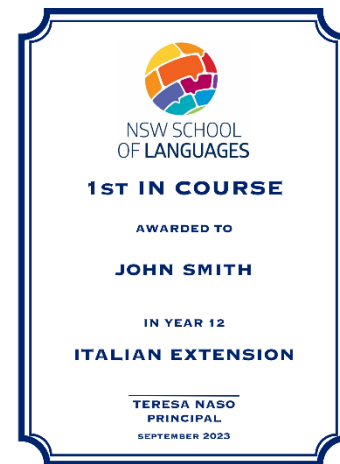 NSW SCHOOL
OF LANGUAGES
1ST IN COURSE
AWARDED TO
JOHN SMITH
IN YEAR 12
ITALIAN EXTENSION
TERESA NASO
PRINCIPAL
SEPTEMBER 2023